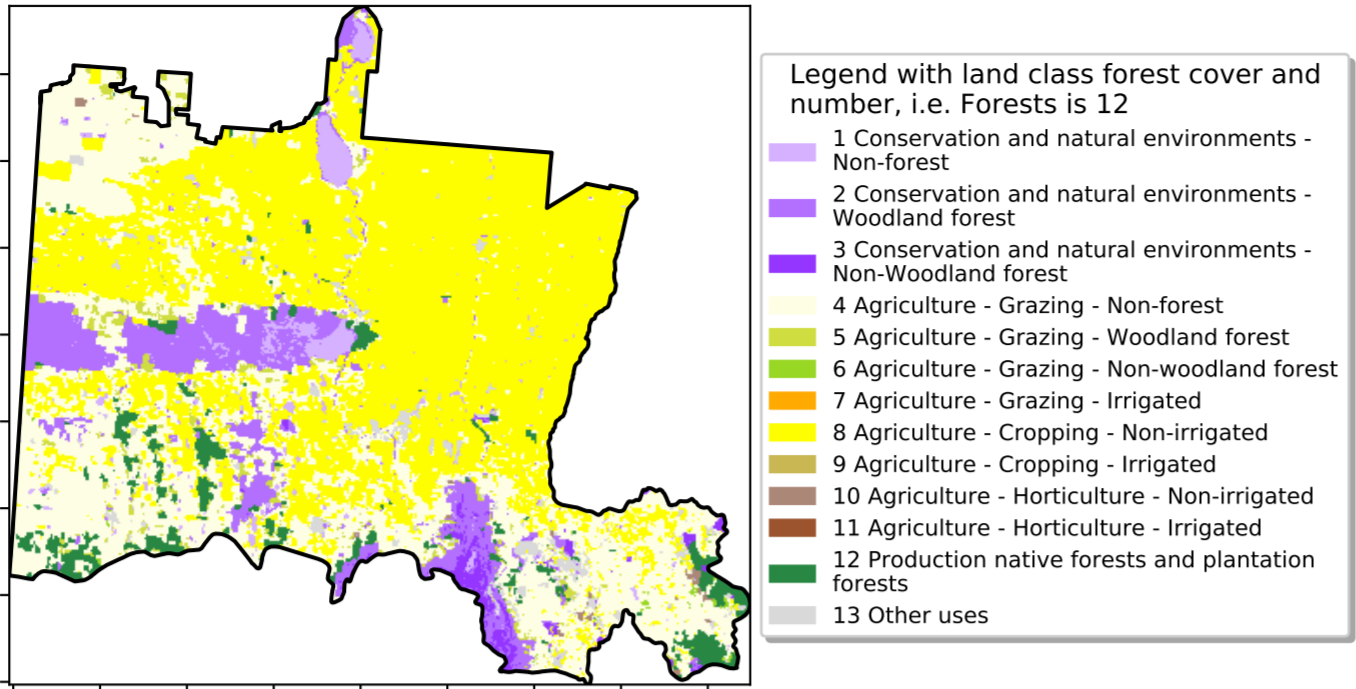 Legend with land class forest cover and
number, i.e. Forests is 12
1 Conservation and natural environments -
Non-forest
2 Conservation and natural environments -
Woodland forest
3 Conservation and natural environments -
Non-Woodland forest
4 Agriculture - Grazing - Non-forest
5 Agriculture - Grazing - Woodland forest
6 Agriculture - Grazing - Non-woodland forest
7 Agriculture - Grazing - Irrigated
8 Agriculture - Cropping - Non-irrigated
9 Agriculture - Cropping - Irrigated
10 Agriculture - Horticulture - Non-irrigated
11 Agriculture - Horticulture - Irrigated
12 Production native forests and plantation
forests
13 Other uses